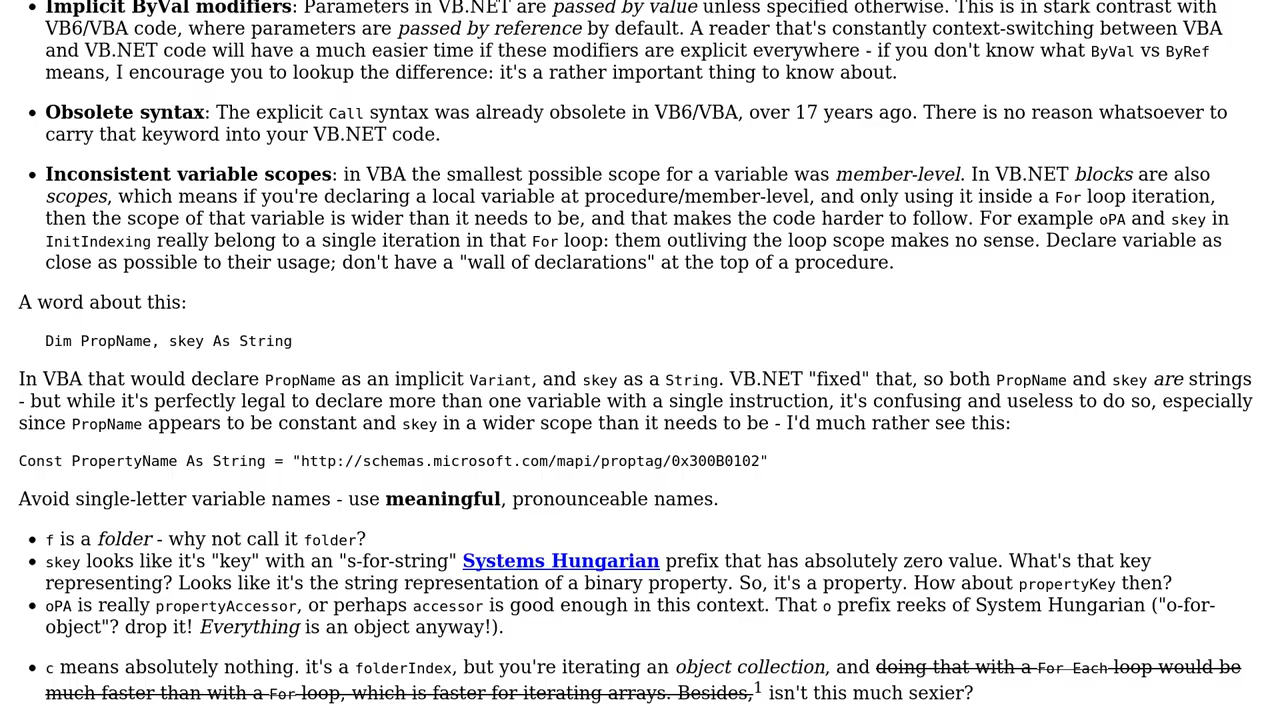 • Implicit ByVal modifiers: Parameters in VB.NET are passed by value unless specified otherwise. This is in stark contrast with
VB6/VBA code, where parameters are passed by reference by default. A reader that's constantly context-switching between VBA
and VB.NET code will have a much easier time if these modifiers are explicit everywhere - if you don't know what ByVal vs ByRef
means, I encourage you to lookup the difference: it's a rather important thing to know about.
• Obsolete syntax: The explicit Call syntax was already obsolete in VB6/VBA, over 17 years ago. There is no reason whatsoever to
carry that keyword into your VB.NET code.
• Inconsistent variable scopes: in VBA the smallest possible scope for a variable was member-level. In VB.NET blocks are also
scopes, which means if you're declaring a local variable at procedure/member-level, and only using it inside a For loop iteration,
then the scope of that variable is wider than it needs to be, and that makes the code harder to follow. For example oPA and skey in
InitIndexing really belong to a single iteration in that For loop: them outliving the loop scope makes no sense. Declare variable as
close as possible to their usage; don't have a "wall of declarations" at the top of a procedure.
A word about this:
Dim PropName, skey As String
In VBA that would declare PropName as an implicit Variant, and skey as a String. VB.NET "fixed" that, so both PropName and skey are strings
- but while it's perfectly legal to declare more than one variable with a single instruction, it's confusing and useless to do so, especially
since PropName appears to be constant and skey in a wider scope than it needs to be - I'd much rather see this:
Const PropertyName As String = "http://schemas.microsoft.com/mapi/proptag/0x300B0102"
Avoid single-letter variable names - use meaningful, pronounceable names.
• f is a folder - why not call it folder?
• skey looks like it's "key" with an "s-for-string" Systems Hungarian prefix that has absolutely zero value. What's that key
representing? Looks like it's the string representation of a binary property. So, it's a property. How about propertyKey then?
• oPA is really propertyAccessor, or perhaps accessor is good enough in this context. That o prefix reeks of System Hungarian ("o-for-
object"? drop it! Everything is an object anyway!).
• c means absolutely nothing. it's a folderIndex, but you're iterating an object collection, and doing that with a For Each loop would be
much faster than with a For loop, which is faster for iterating arrays. Besides,1 isn't this much sexier?